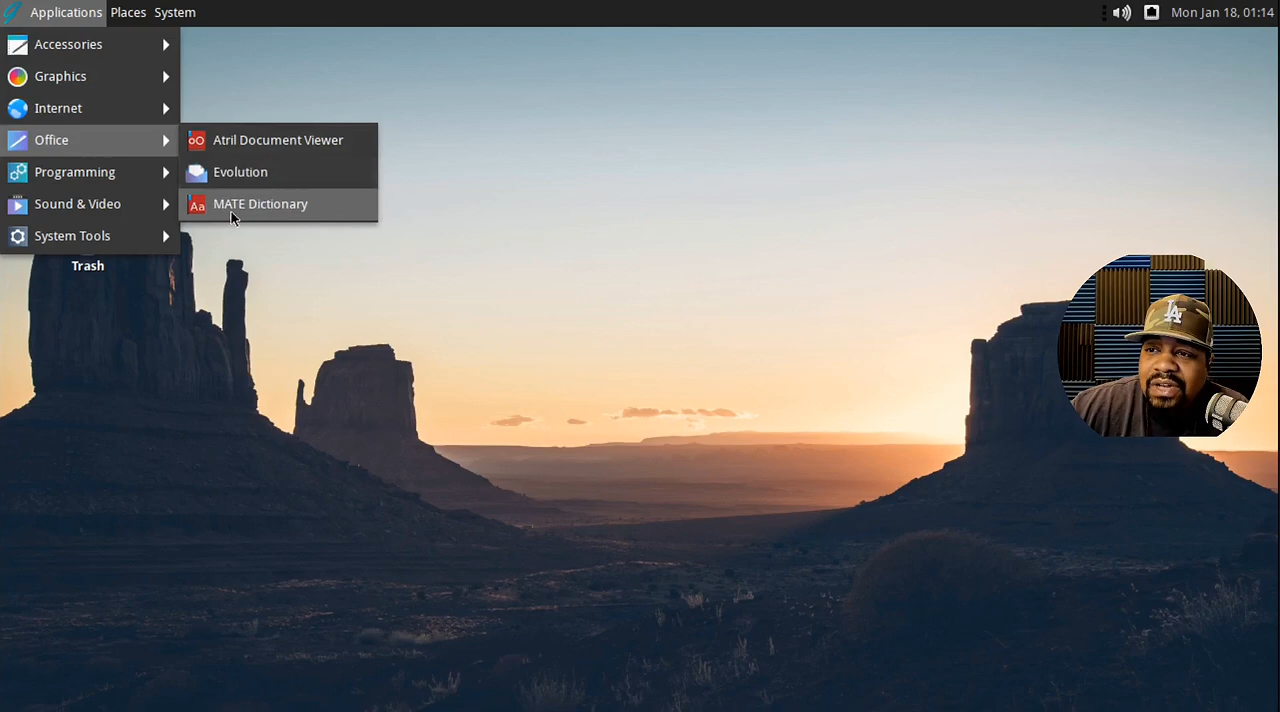 Applications Places System Mon Jan 18, 01:14
Accessories
Graphics
Internet
Office
Programming
Sound & Video
System Tools
Atril Document Viewer
Evolution
Aa MATE Dictionary
Trash
LA